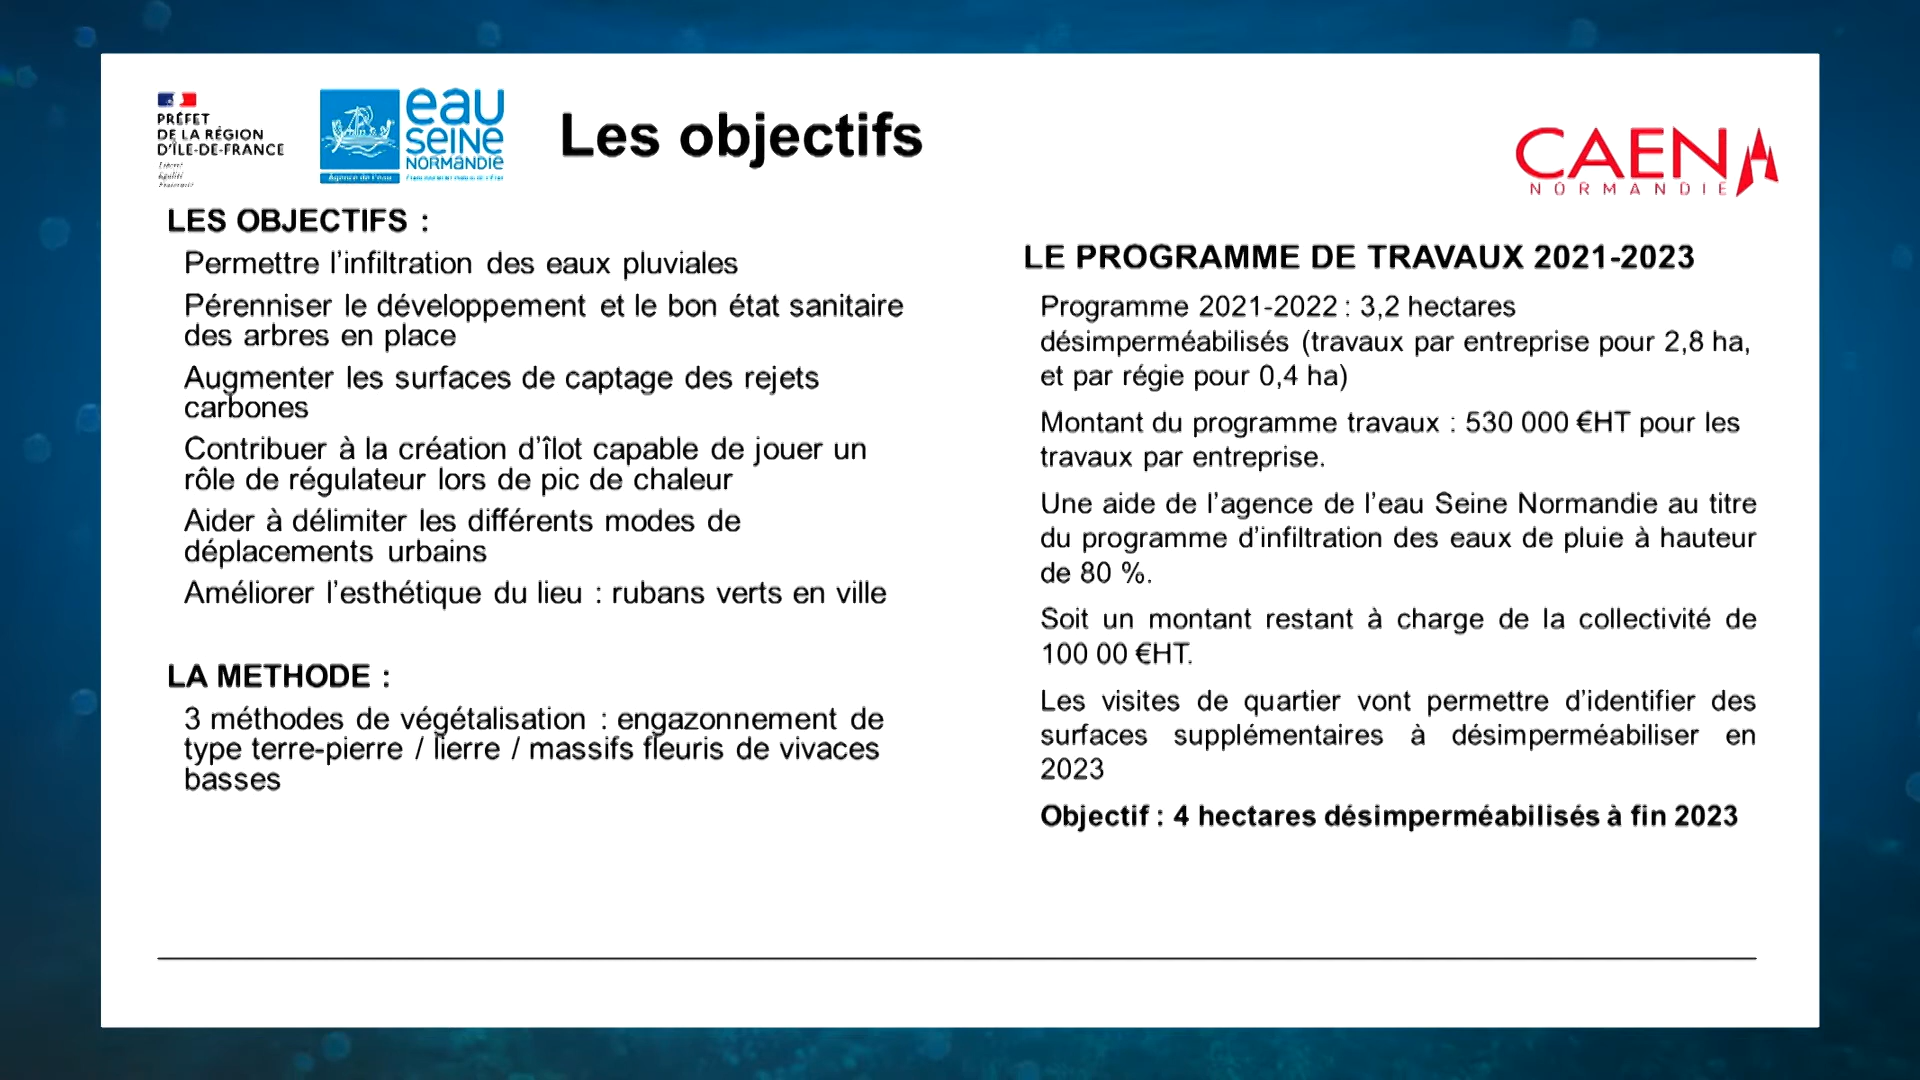 PRÉFET
DE LA RÉGION
D'ÎLE-DE-FRANCE
Liberté
Égalité
Fraternité
eau
SEINE
NORMANDIE
Agence de l'eau
Les objectifs
CAEN
NORMANDIE
LES OBJECTIFS :
Permettre l'infiltration des eaux pluviales
Pérenniser le développement et le bon état sanitaire
des arbres en place
Augmenter les surfaces de captage des rejets
carbones
Contribuer à la création d'îlot capable de jouer un
rôle de régulateur lors de pic de chaleur
Aider à délimiter les différents modes de
déplacements urbains
Améliorer l'esthétique du lieu : rubans verts en ville
LA METHODE :
3 méthodes de végétalisation : engazonnement de
type terre-pierre / lierre / massifs fleuris de vivaces
basses
LE PROGRAMME DE TRAVAUX 2021-2023
Programme 2021-2022 : 3,2 hectares
désimperméabilisés (travaux par entreprise pour 2,8 ha,
et par régie pour 0,4 ha)
Montant du programme travaux : 530 000 €HT pour les
travaux par entreprise.
Une aide de l'agence de l'eau Seine Normandie au titre
du programme d'infiltration des eaux de pluie à hauteur
de 80 %.
Soit un montant restant à charge de la collectivité de
100 00 €HT.
Les visites de quartier vont permettre d'identifier des
surfaces supplémentaires à désimperméabiliser en
2023
Objectif : 4 hectares désimperméabilisés à fin 2023